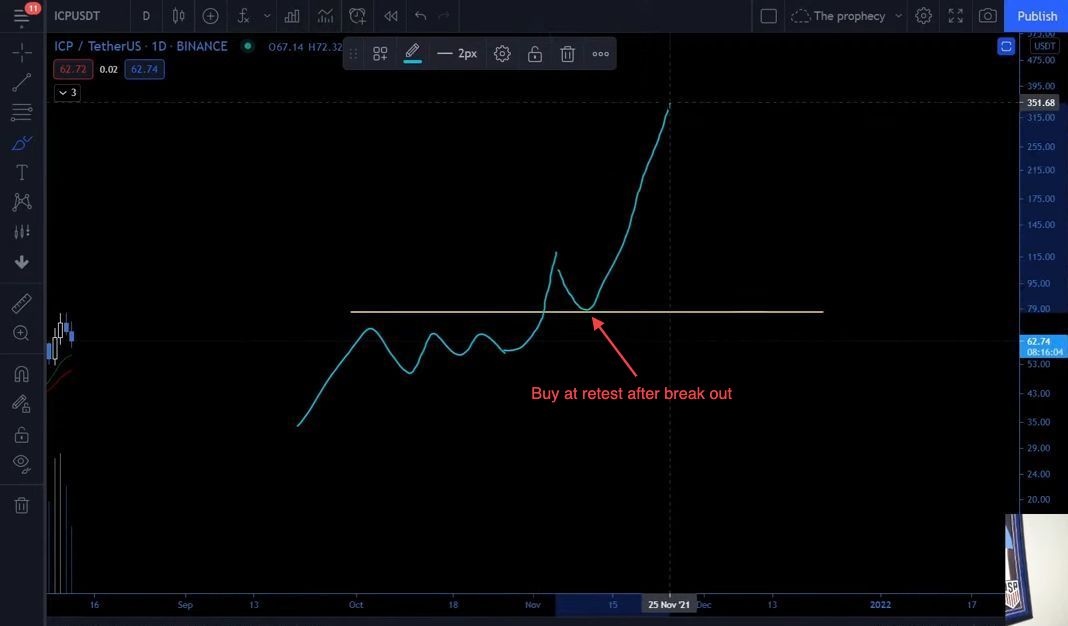 11
ICPUSDT
D
The prophecy
Publish
ICP / TetherUS · 1D · BINANCE
O67.14 H72.32
2px
USDT
62.72
0.02
62.74
3
475.00
395.00
351.68
315.00
255.00
215.00
175.00
145.00
115.00
95.00
79.00
62.74
08:16:04
53.00
Buy at retest after break out
43.00
35.00
29.00
24.00
20.00
16
Sep
13
Oct
18
Nov
15
25 Nov '21
Dec
13
2022
17